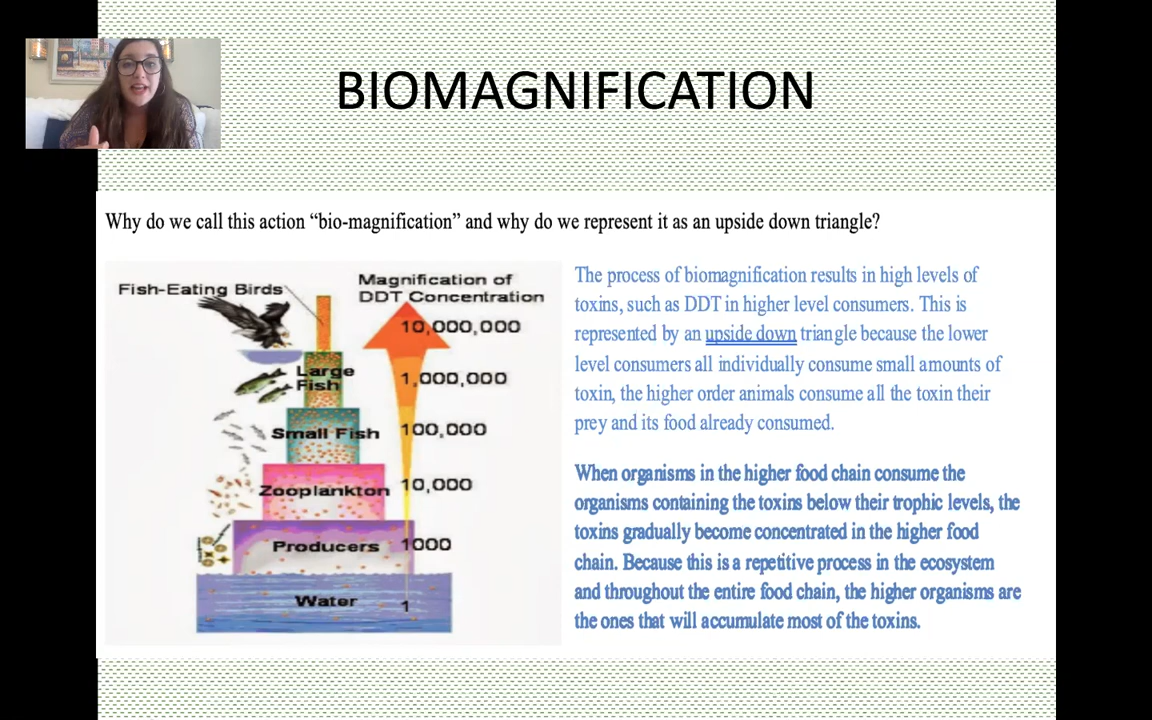 BIOMAGNIFICATION
Why do we call this action “bio-magnification” and why do we represent it as an upside down triangle?
Fish-Eating Birds
Magnification of
DDT Concentration
10,000,000
Large
Fish
1,000,000
Small Fish
100,000
Zooplankton
10,000
Producers
1000
Water
1
The process of biomagnification results in high levels of
toxins, such as DDT in higher level consumers. This is
represented by an upside down triangle because the lower
level consumers all individually consume small amounts of
toxin, the higher order animals consume all the toxin their
prey and its food already consumed.
When organisms in the higher food chain consume the
organisms containing the toxins below their trophic levels, the
toxins gradually become concentrated in the higher food
chain. Because this is a repetitive process in the ecosystem
and throughout the entire food chain, the higher organisms are
the ones that will accumulate most of the toxins.